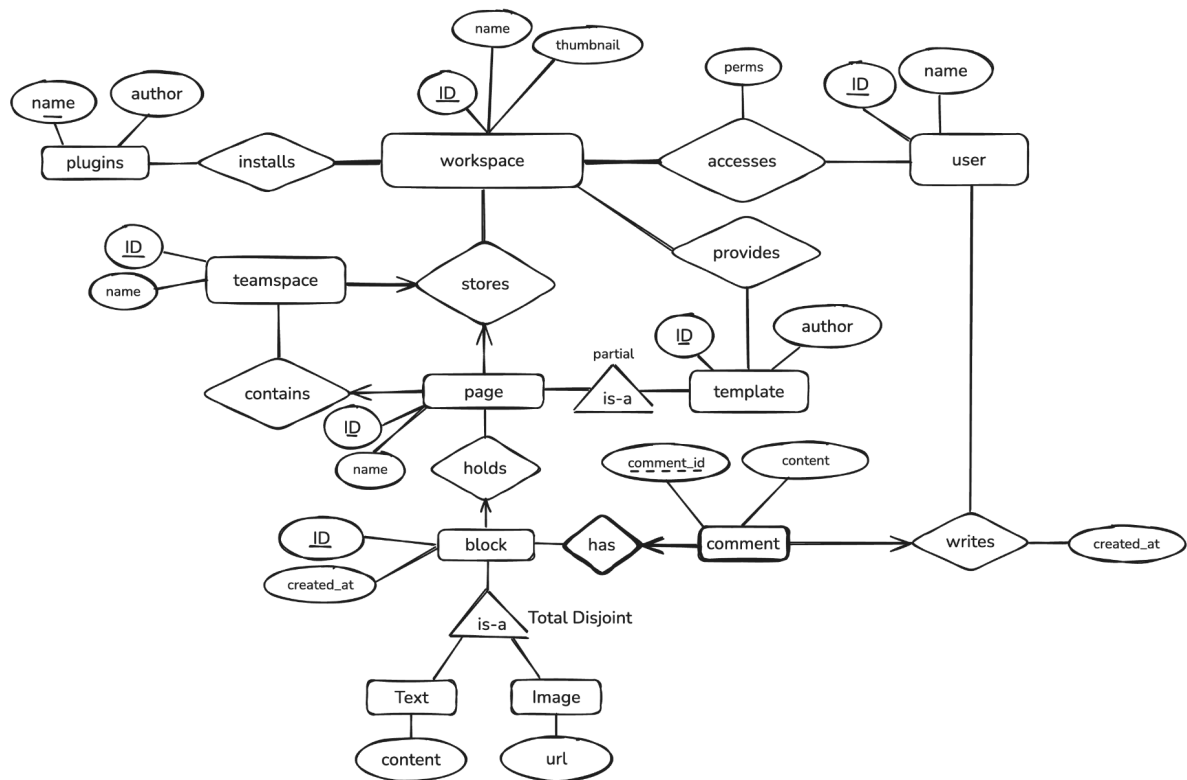 name
thumbnail
ID
perms
ID
name
name
author
plugins
installs
workspace
accesses
user
ID
name
teamspace
stores
provides
ID
author
partial
is-a
template
contains
page
ID
name
holds
comment_id
content
ID
created_at
block
has
comment
writes
created_at
is-a
Total Disjoint
Text
Image
content
url